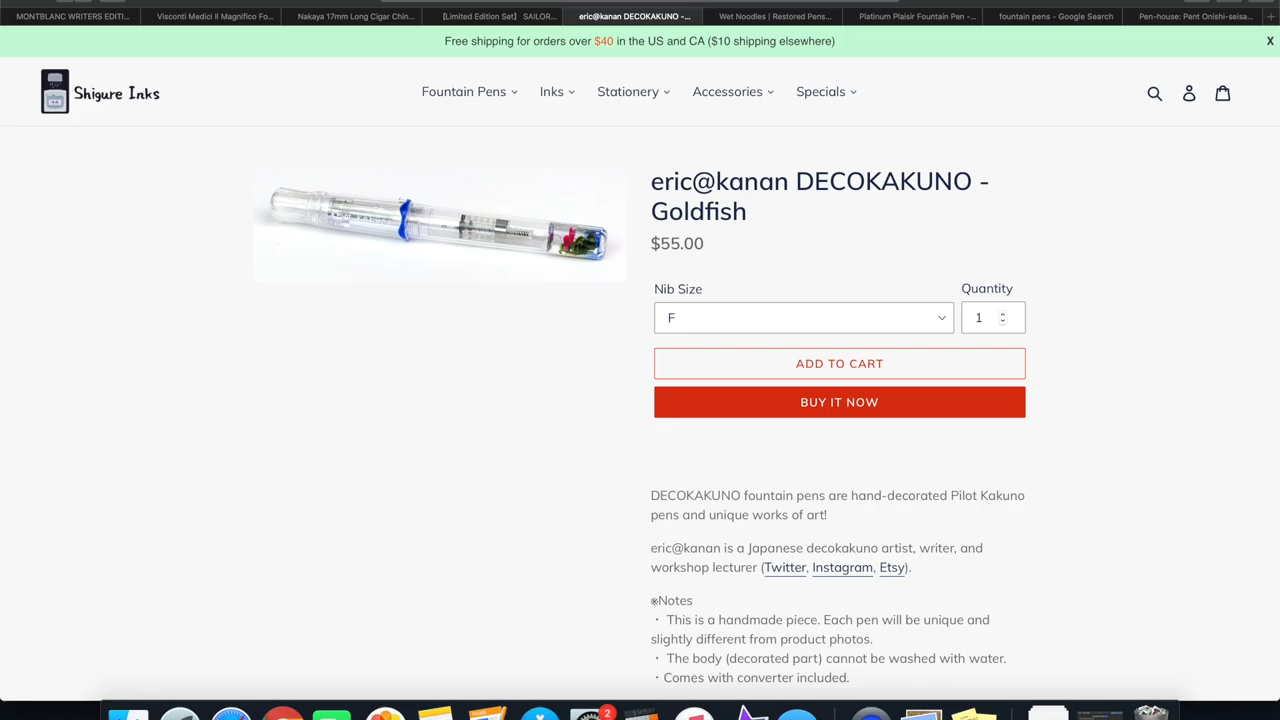 MONTBLANC WRITERS EDITI...
Visconti Medici II Magnifico Fo...
Nakaya 17mm Long Cigar Chin...
【Limited Edition Set】 SAILOR...
eric@kanan DECOKAKUNO -...
Wet Noodles | Restored Pens...
Platinum Plaisir Fountain Pen -...
fountain pens - Google Search
Pen-house: Pent Onishi-seisa...
Free shipping for orders over $40 in the US and CA ($10 shipping elsewhere)
X
Shigure Inks
Fountain Pens
Inks
Stationery
Accessories
Specials
eric@kanan DECOKAKUNO -
Goldfish
$55.00
Nib Size
Quantity
F
1
ADD TO CART
BUY IT NOW
DECOKAKUNO fountain pens are hand-decorated Pilot Kakuno
pens and unique works of art!
eric@kanan is a Japanese decokakuno artist, writer, and
workshop lecturer (Twitter, Instagram, Etsy).
※Notes
・ This is a handmade piece. Each pen will be unique and
slightly different from product photos.
・ The body (decorated part) cannot be washed with water.
・Comes with converter included.
2